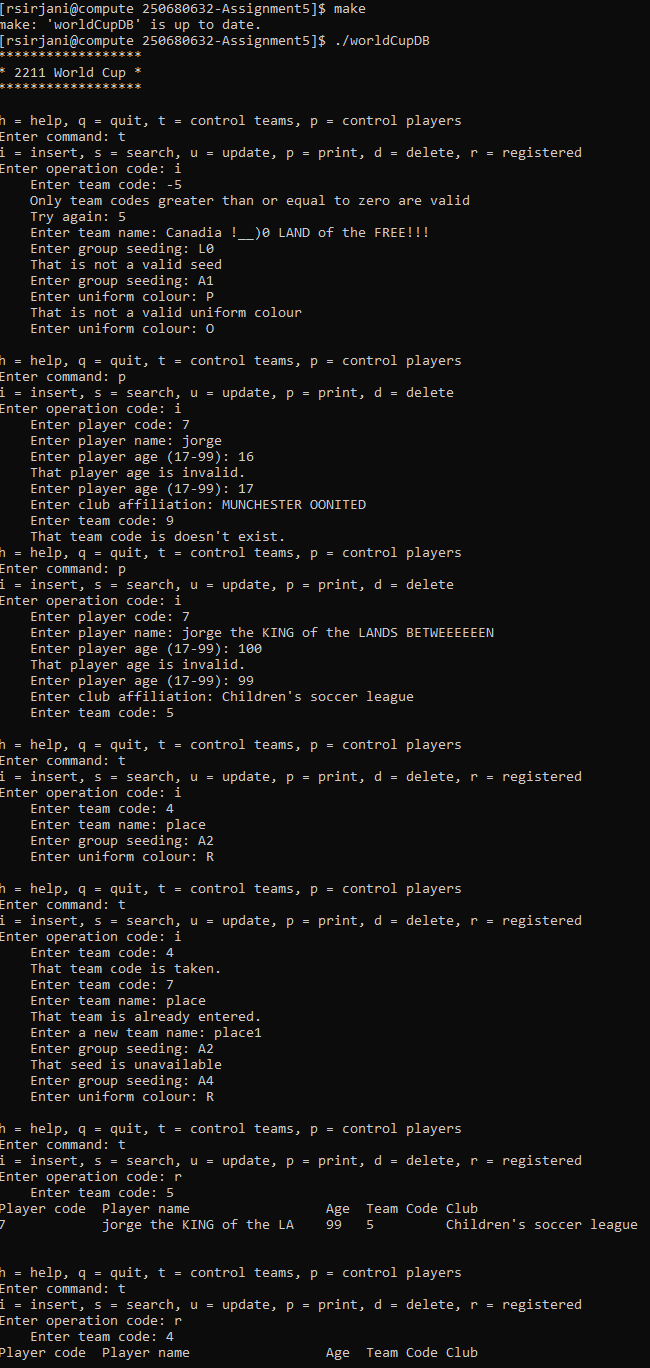 [rsirjani@compute 250680632-Assignment5]$ make
make: 'worldCupDB' is up to date.
[rsirjani@compute 250680632-Assignment5]$ ./worldCupDB
******************
* 2211 World Cup *
******************
h = help, q = quit, t = control teams, p = control players
Enter command: t
i = insert, s = search, u = update, p = print, d = delete, r = registered
Enter operation code: i
Enter team code: -5
Only team codes greater than or equal to zero are valid
Try again: 5
Enter team name: Canadia !__)0 LAND of the FREE!!!
Enter group seeding: L0
That is not a valid seed
Enter group seeding: A1
Enter uniform colour: P
That is not a valid uniform colour
Enter uniform colour: O
h = help, q = quit, t = control teams, p = control players
Enter command: p
i = insert, s = search, u = update, p = print, d = delete
Enter operation code: i
Enter player code: 7
Enter player name: jorge
Enter player age (17-99): 16
That player age is invalid.
Enter player age (17-99): 17
Enter club affiliation: MUNCHESTER OONITED
Enter team code: 9
That team code is doesn't exist.
h = help, q = quit, t = control teams, p = control players
Enter command: p
i = insert, s = search, u = update, p = print, d = delete
Enter operation code: i
Enter player code: 7
Enter player name: jorge the KING of the LANDS BETWEEEEEEN
Enter player age (17-99): 100
That player age is invalid.
Enter player age (17-99): 99
Enter club affiliation: Children's soccer league
Enter team code: 5
h = help, q = quit, t = control teams, p = control players
Enter command: t
i = insert, s = search, u = update, p = print, d = delete, r = registered
Enter operation code: i
Enter team code: 4
Enter team name: place
Enter group seeding: A2
Enter uniform colour: R
h = help, q = quit, t = control teams, p = control players
Enter command: t
i = insert, s = search, u = update, p = print, d = delete, r = registered
Enter operation code: i
Enter team code: 4
That team code is taken.
Enter team code: 7
Enter team name: place
That team is already entered.
Enter a new team name: place1
Enter group seeding: A2
That seed is unavailable
Enter group seeding: A4
Enter uniform colour: R
h = help, q = quit, t = control teams, p = control players
Enter command: t
i = insert, s = search, u = update, p = print, d = delete, r = registered
Enter operation code: r
Enter team code: 5
Player code Player name Age Team Code Club
7 jorge the KING of the LA 99 5 Children's soccer league
h = help, q = quit, t = control teams, p = control players
Enter command: t
i = insert, s = search, u = update, p = print, d = delete, r = registered
Enter operation code: r
Enter team code: 4
Player code Player name Age Team Code Club